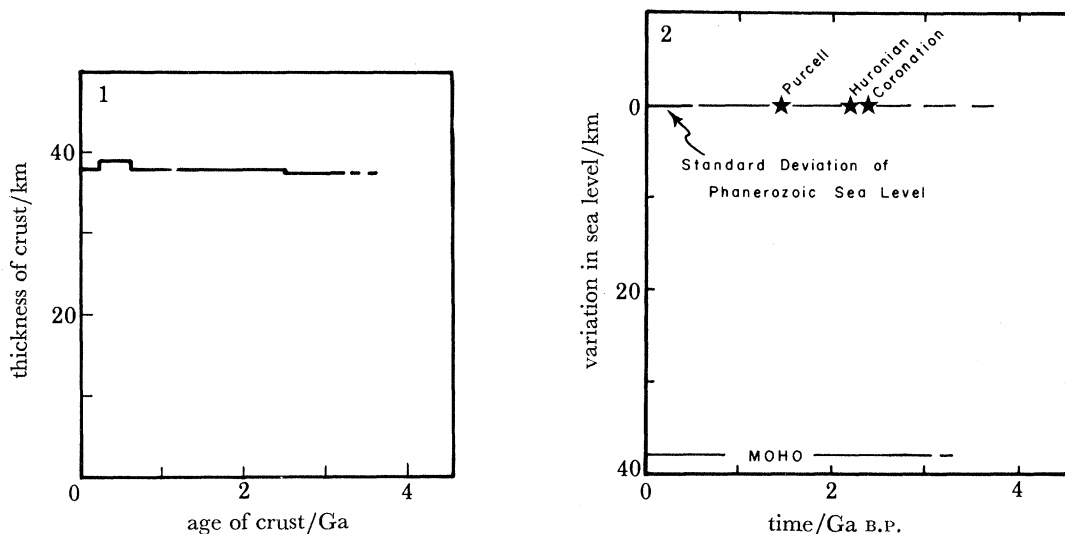 1
40
20
0
2
4
thickness of crust/km
age of crust/Ga
2
Purcell
Huronian
Coronation
0
Standard Deviation of
Phanerozoic Sea Level
20
MOHO
40
0
2
4
variation in sea level/km
time/Ga B.P.